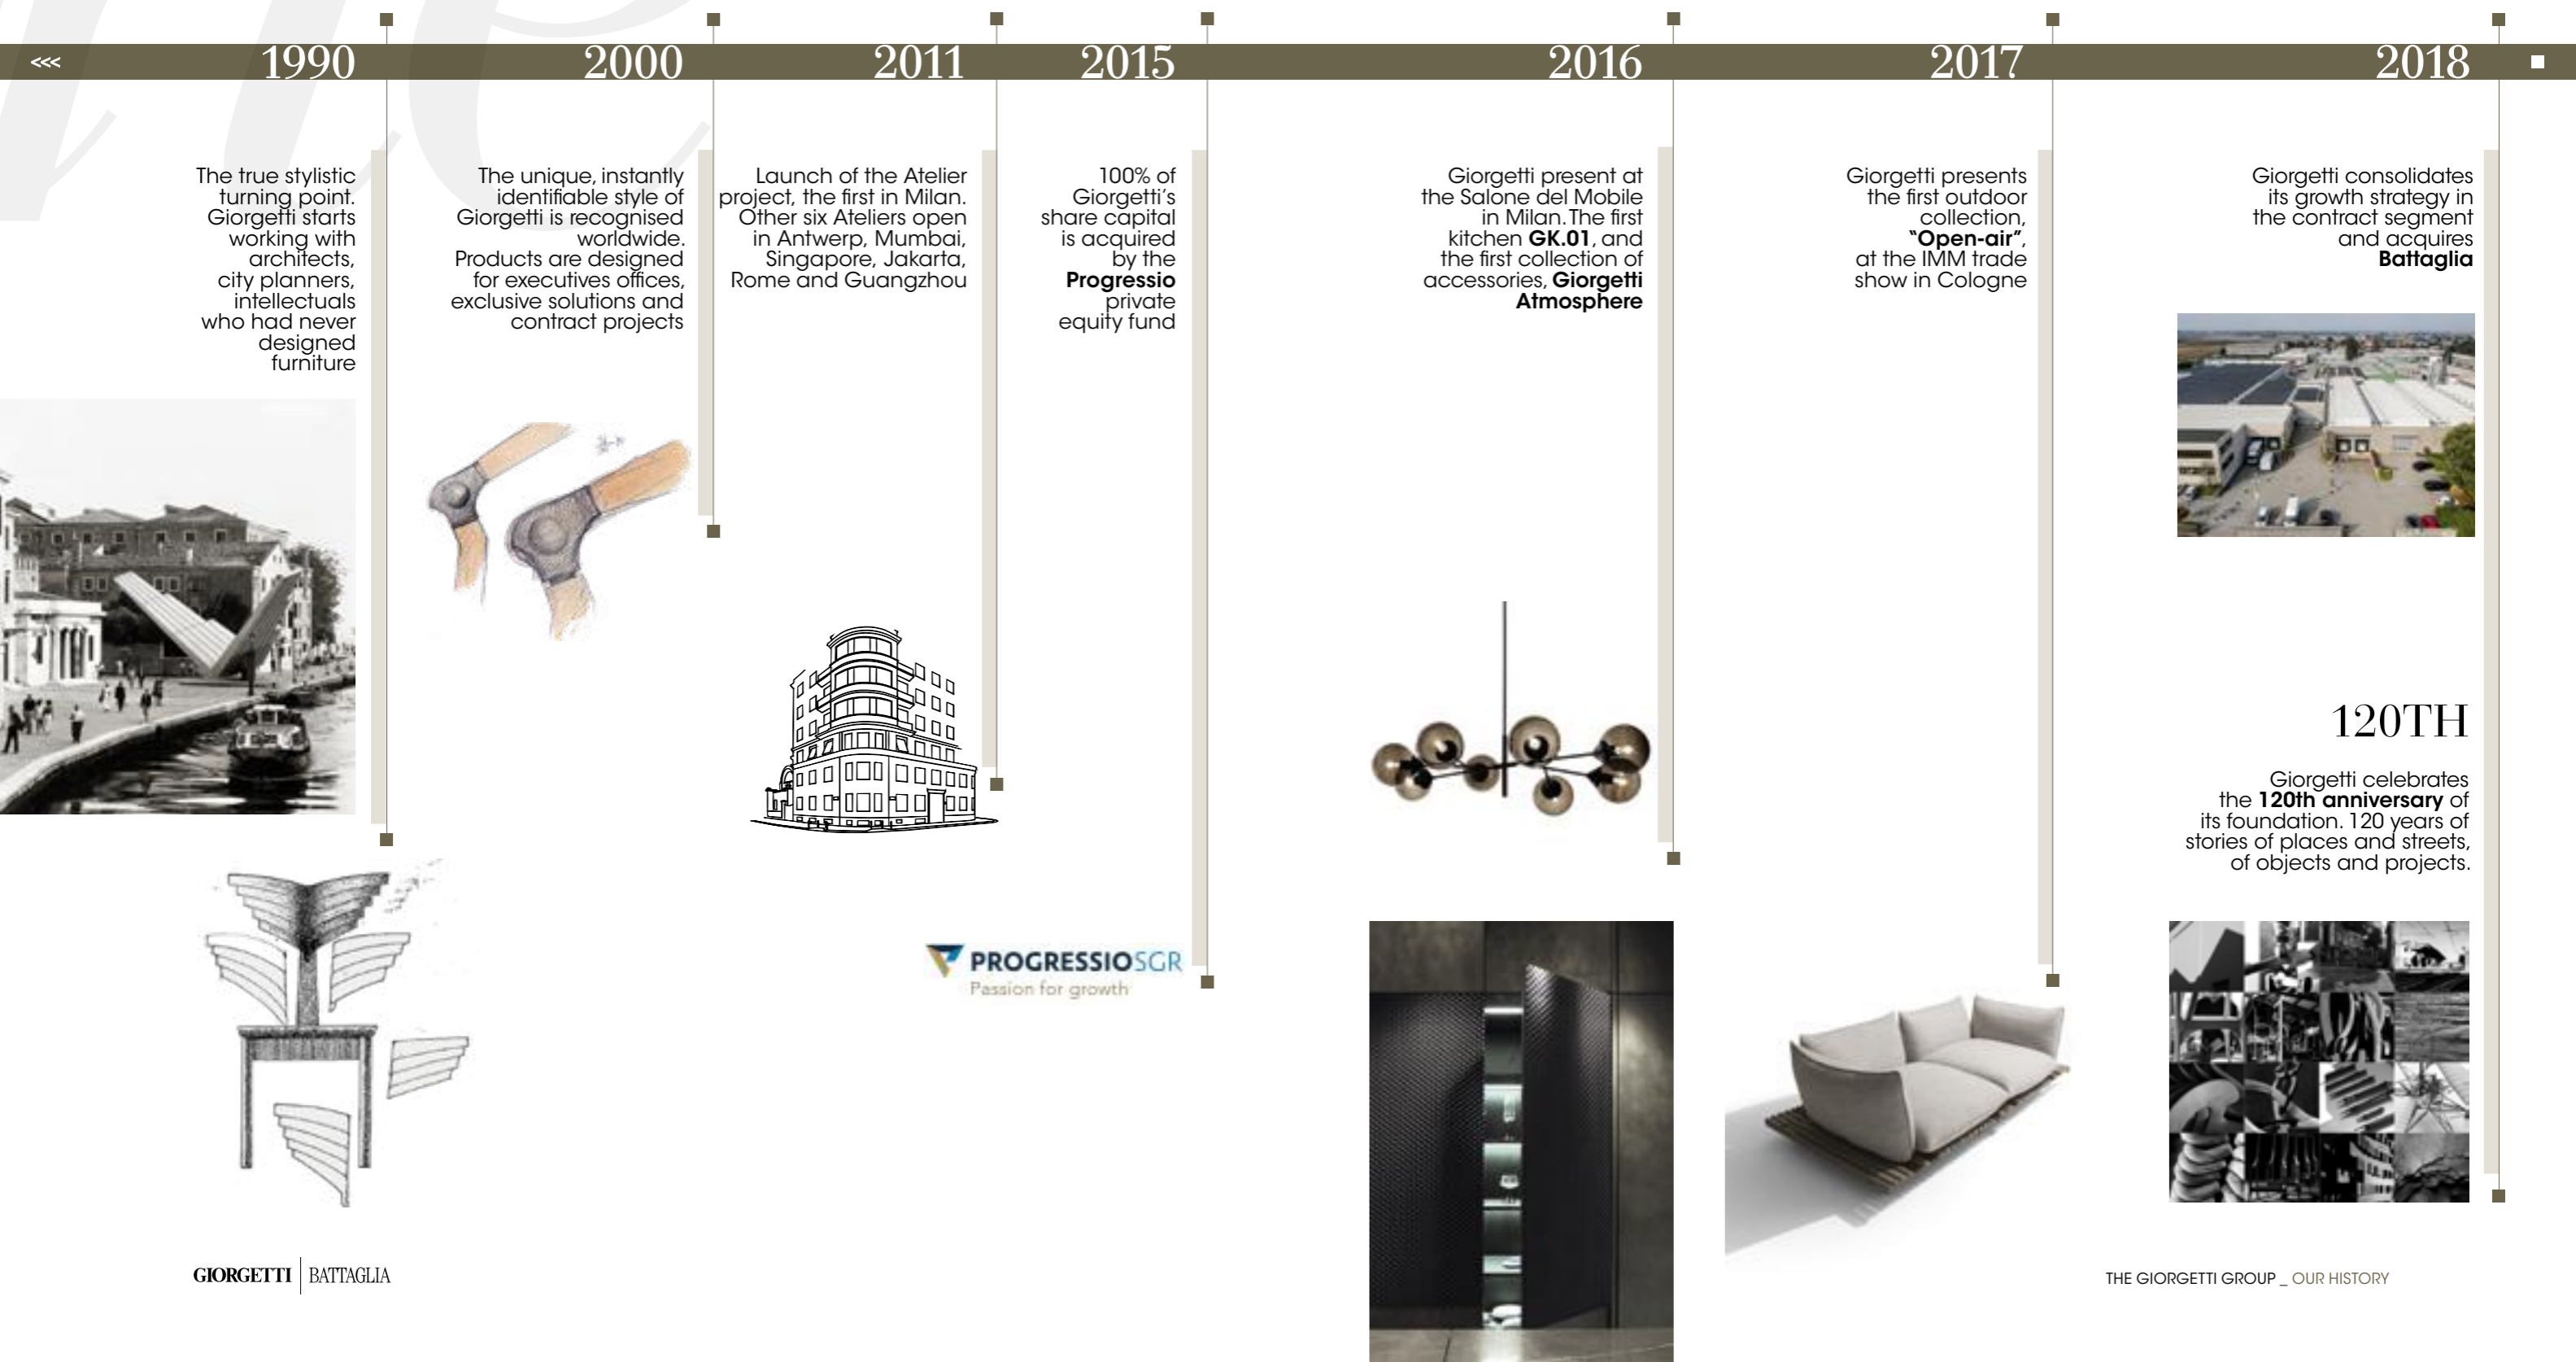 <<<
1990
2000
2011
2015
2016
2017
2018
The true stylistic
turning point.
Giorgetti starts
working with
architects,
city planners,
intellectuals
who had never
designed
furniture
The unique, instantly
identifiable style of
Giorgetti is recognised
worldwide.
Products are designed
for executives offices,
exclusive solutions and
contract projects
Launch of the Atelier
project, the first in Milan.
Other six Ateliers open
in Antwerp, Mumbai,
Singapore, Jakarta,
Rome and Guangzhou
100% of
Giorgetti's
share capital
is acquired
by the
Progressio
private
equity fund
PROGRESSIOSGR
Passion for growth
Giorgetti present at
the Salone del Mobile
in Milan. The first
kitchen GK.01, and
the first collection of
accessories, Giorgetti
Atmosphere
Giorgetti presents
the first outdoor
collection,
“Open-air”,
at the IMM trade
show in Cologne
Giorgetti consolidates
its growth strategy in
the contract segment
and acquires
Battaglia
120TH
Giorgetti celebrates
the 120th anniversary of
its foundation. 120 years of
stories of places and streets,
of objects and projects.
GIORGETTI | BATTAGLIA
THE GIORGETTI GROUP _ OUR HISTORY